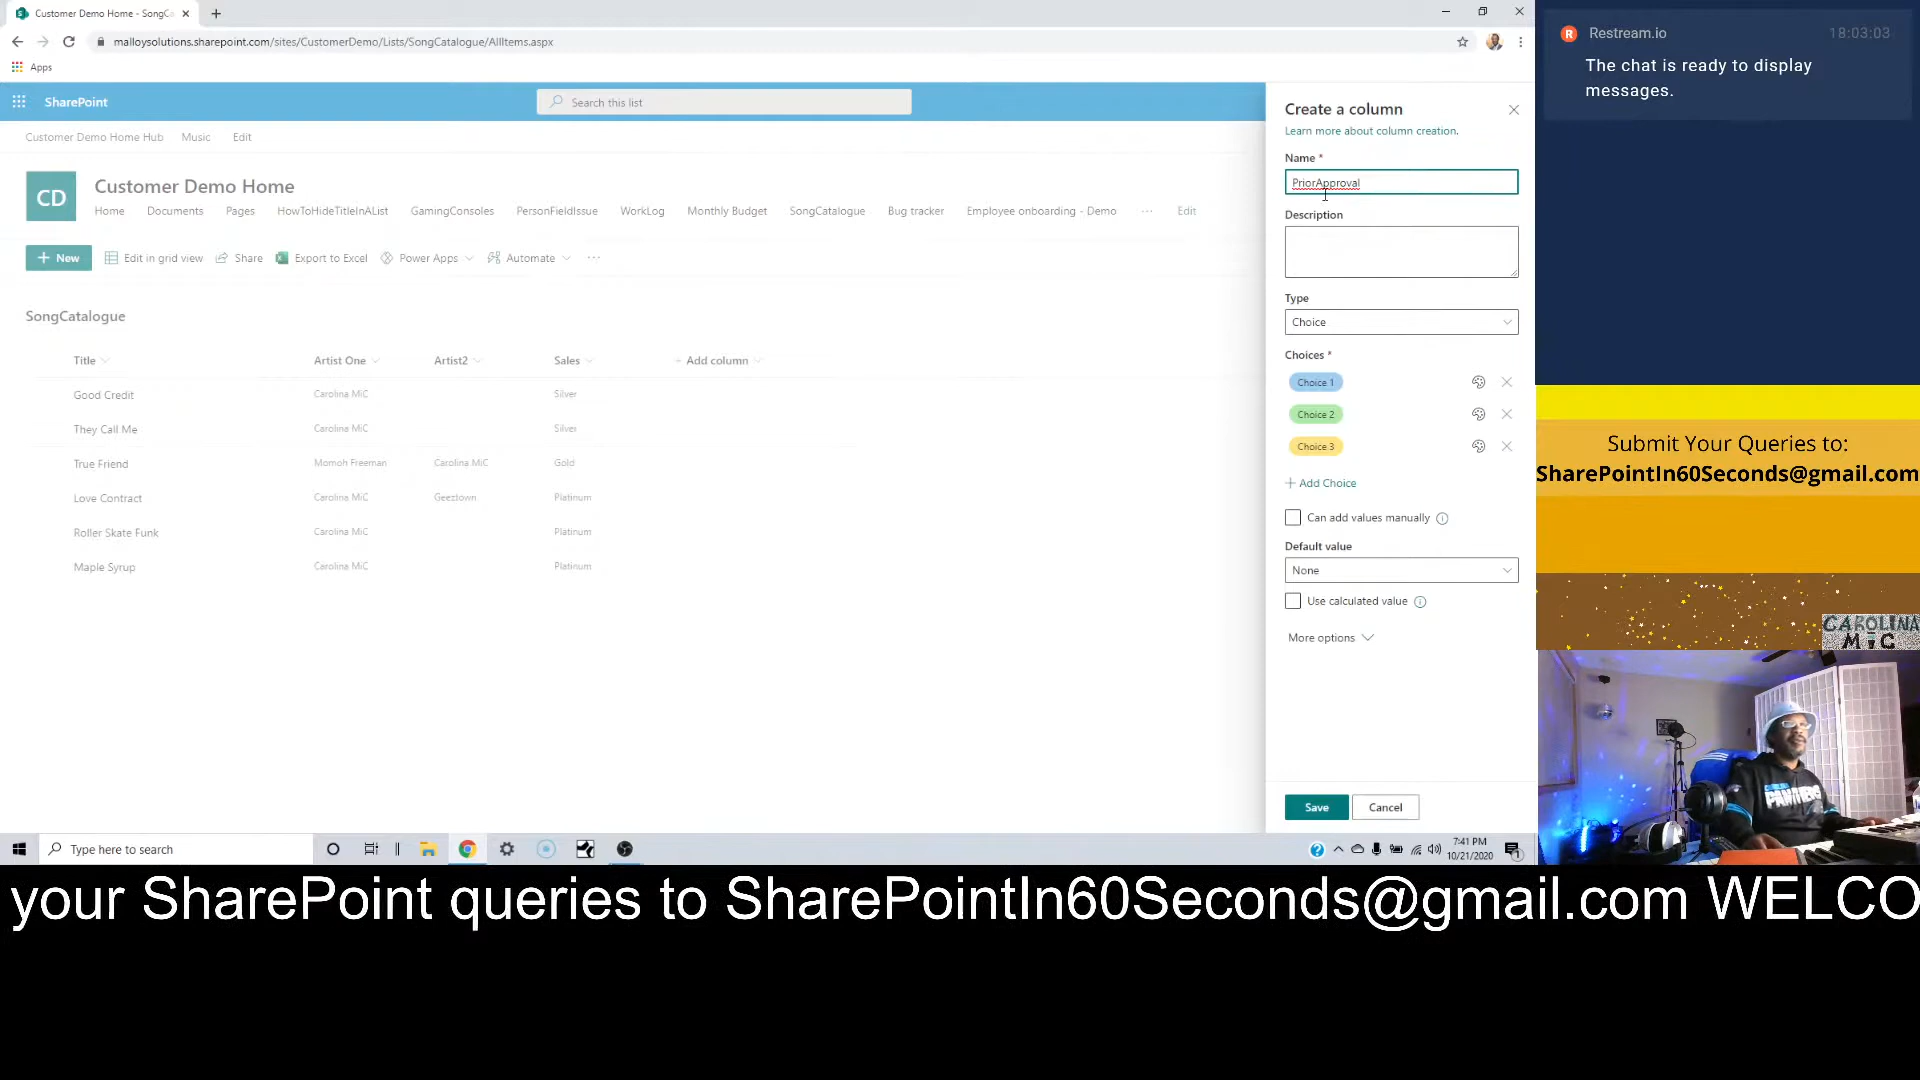 Customer Demo Home - SongCa
malloysolutions.sharepoint.com/sites/CustomerDemo/Lists/SongCatalogue/AllItems.aspx
Apps
SharePoint
Search this list
Customer Demo Home Hub Music Edit
CD
Customer Demo Home
Home Documents Pages HowToHideTitleInAList GamingConsoles PersonFieldIssue WorkLog Monthly Budget SongCatalogue Bug tracker Employee onboarding - Demo ... Edit
+ New Edit in grid view Share Export to Excel Power Apps Automate ...
SongCatalogue
Title Artist One Artist2 Sales + Add column
Good Credit Carolina MiC Silver
They Call Me Carolina MiC Silver
True Friend Momoh Freeman Carolina MiC Gold
Love Contract Carolina MiC Geeztown Platinum
Roller Skate Funk Carolina MiC Platinum
Maple Syrup Carolina MiC Platinum
Create a column
Learn more about column creation.
Name *
PriorApproval
Description
Type
Choice
Choices *
Choice 1
Choice 2
Choice 3
+ Add Choice
Can add values manually
Default value
None
Use calculated value
More options
Save Cancel
Type here to search
7:41 PM
10/21/2020
Restream.io 18:03:03
The chat is ready to display
messages.
Submit Your Queries to:
SharePointIn60Seconds@gmail.com
CAROLINA
MiC
PANTHERS
your SharePoint queries to SharePointIn60Seconds@gmail.com WELCO